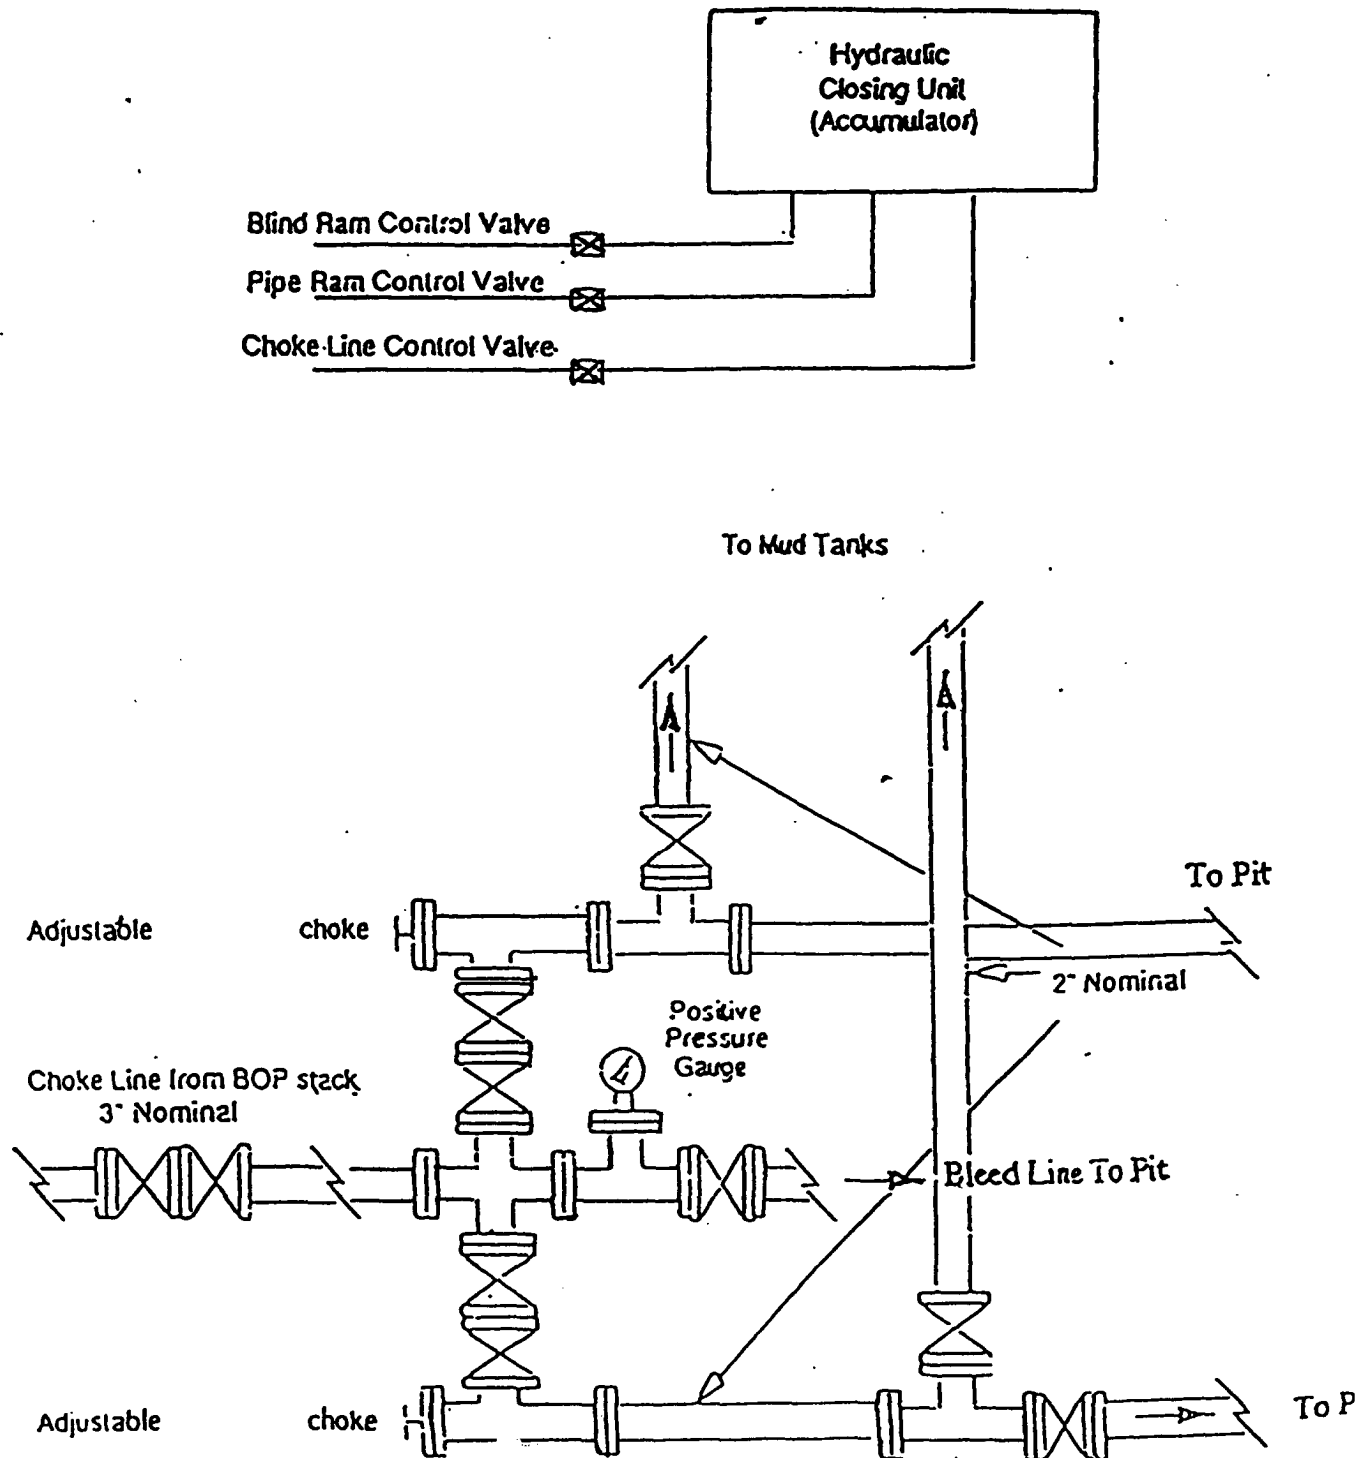 Hydraulic
Closing Unit
(Accumulator)
Blind Ram Control Valve
Pipe Ram Control Valve
Choke Line Control Valve
To Mud Tanks
To Pit
Adjustable choke
2" Nominal
Positive
Pressure
Gauge
Choke Line from BOP stack
3" Nominal
Bleed Line To Pit
Adjustable choke
To P